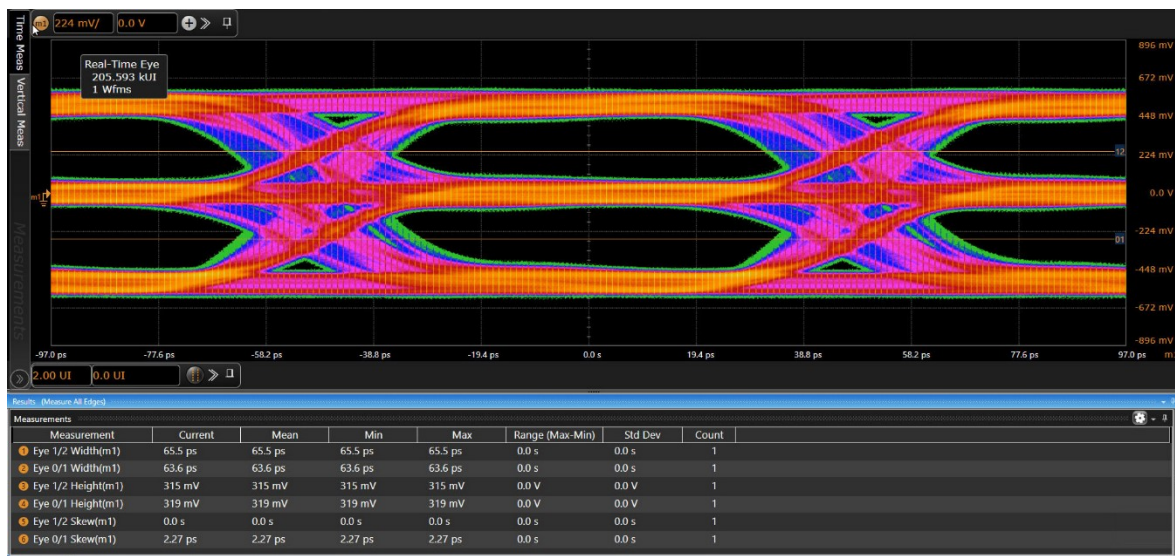 Time Meas
Vertical Meas
Measurements
m1 224 mV/ 0.0 V
Real-Time Eye
205.593 kUI
1 Wfms
896 mV
672 mV
448 mV
224 mV
0.0 V
-224 mV
-448 mV
-672 mV
-896 mV
12
01
m1
-97.0 ps -77.6 ps -58.2 ps -38.8 ps -19.4 ps 0.0 s 19.4 ps 38.8 ps 58.2 ps 77.6 ps 97.0 ps m
2.00 UI 0.0 UI
Results (Measure All Edges)
Measurements
Measurement Current Mean Min Max Range (Max-Min) Std Dev Count
1 Eye 1/2 Width(m1) 65.5 ps 65.5 ps 65.5 ps 65.5 ps 0.0 s 0.0 s 1
2 Eye 0/1 Width(m1) 63.6 ps 63.6 ps 63.6 ps 63.6 ps 0.0 s 0.0 s 1
3 Eye 1/2 Height(m1) 315 mV 315 mV 315 mV 315 mV 0.0 V 0.0 V 1
4 Eye 0/1 Height(m1) 319 mV 319 mV 319 mV 319 mV 0.0 V 0.0 V 1
5 Eye 1/2 Skew(m1) 0.0 s 0.0 s 0.0 s 0.0 s 0.0 s 0.0 s 1
6 Eye 0/1 Skew(m1) 2.27 ps 2.27 ps 2.27 ps 2.27 ps 0.0 s 0.0 s 1